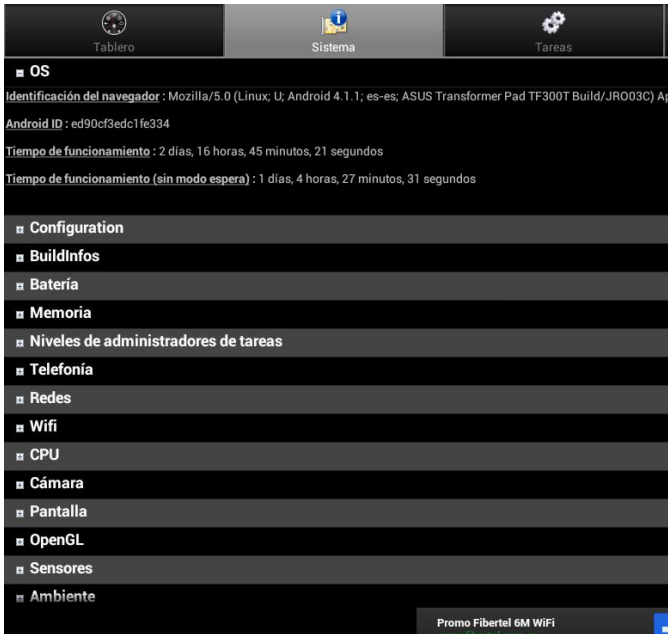 Tablero
Sistema
Tareas
OS
Identificación del navegador : Mozilla/5.0 (Linux; U; Android 4.1.1; es-es; ASUS Transformer Pad TF300T Build/JRO03C) Ap
Android ID : ed90cf3edc1fe334
Tiempo de funcionamiento : 2 días, 16 horas, 45 minutos, 21 segundos
Tiempo de funcionamiento (sin modo espera) : 1 días, 4 horas, 27 minutos, 31 segundos
Configuration
BuildInfos
Batería
Memoria
Niveles de administradores de tareas
Telefonía
Redes
Wifi
CPU
Cámara
Pantalla
OpenGL
Sensores
Ambiente
Promo Fibertel 6M WiFi